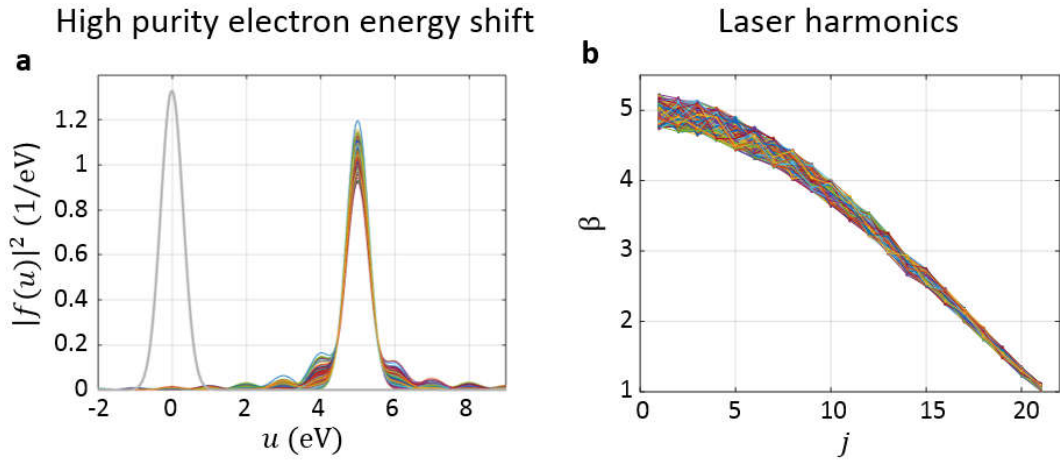 High purity electron energy shift
Laser harmonics
a
|f(u)|² (1/eV)
1.2
1
0.8
0.6
0.4
0.2
0
-2 0 2 4 6 8
u (eV)
b
β
5
4
3
2
1
0 5 10 15 20
j